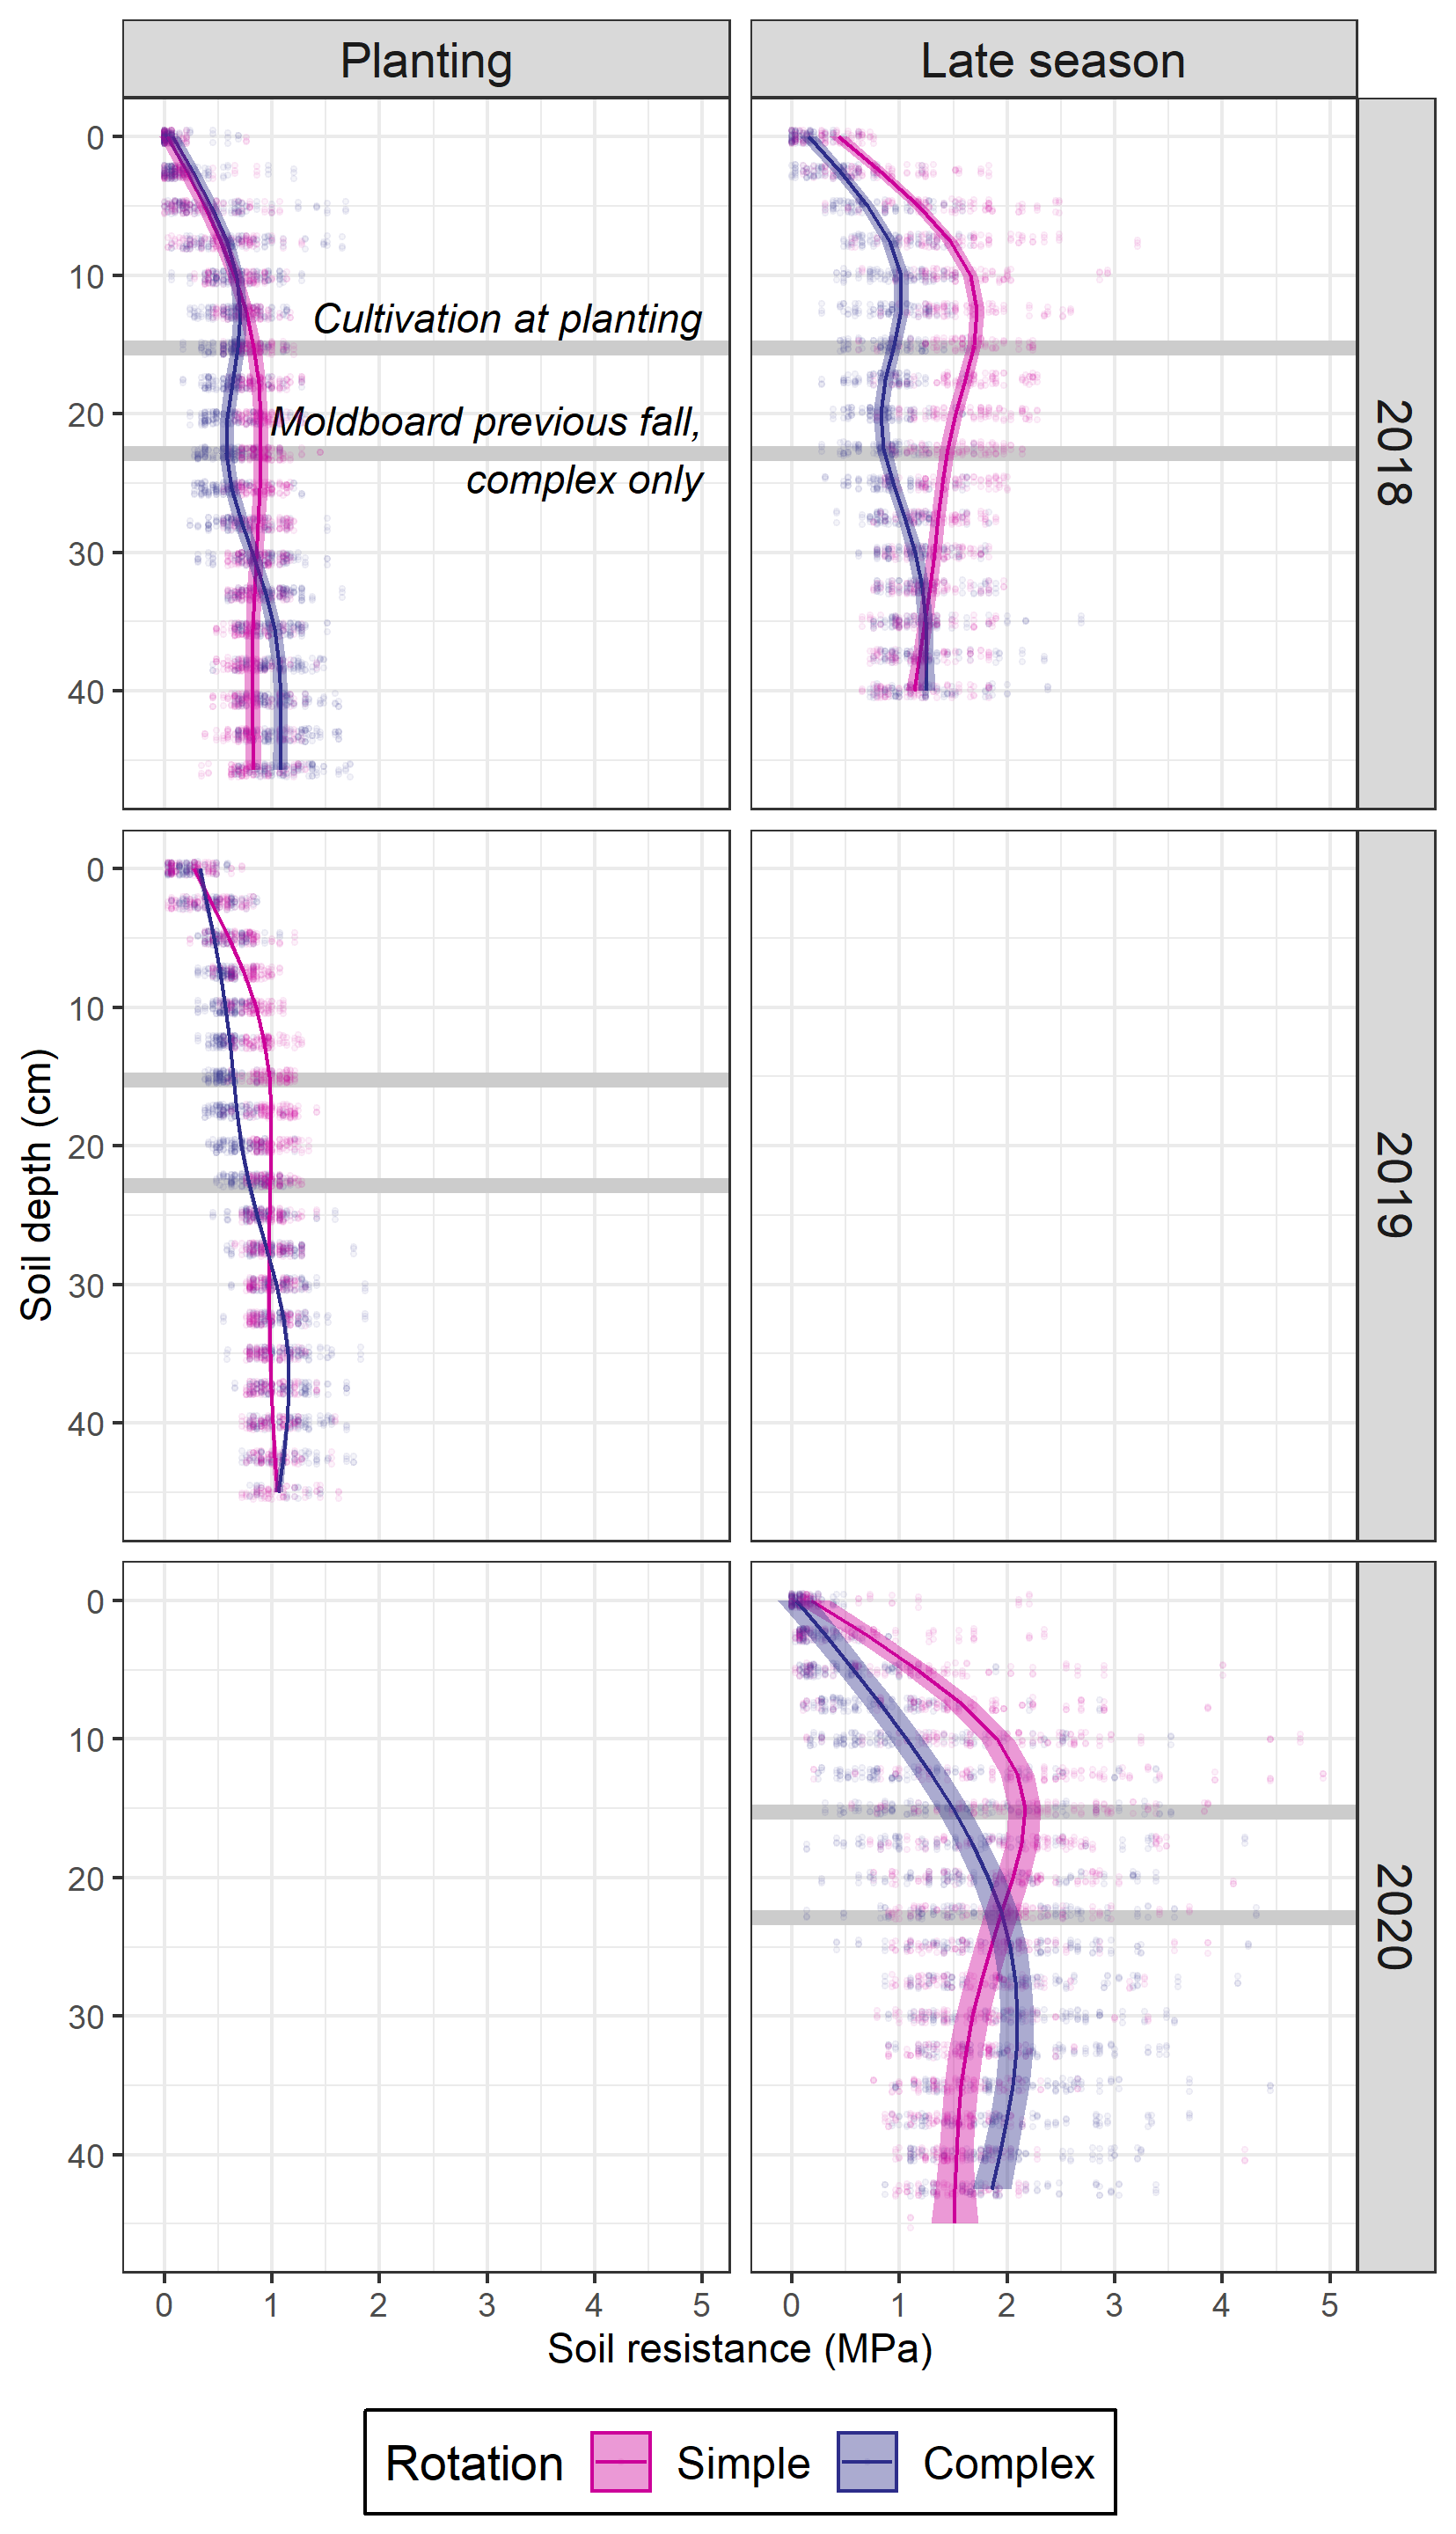 Planting
Late season
0
10
20
30
40
Cultivation at planting
Moldboard previous fall,
complex only
2018
0
10
20
30
40
2019
0
10
20
30
40
2020
Soil depth (cm)
0 1 2 3 4 5
0 1 2 3 4 5
Soil resistance (MPa)
Rotation Simple Complex